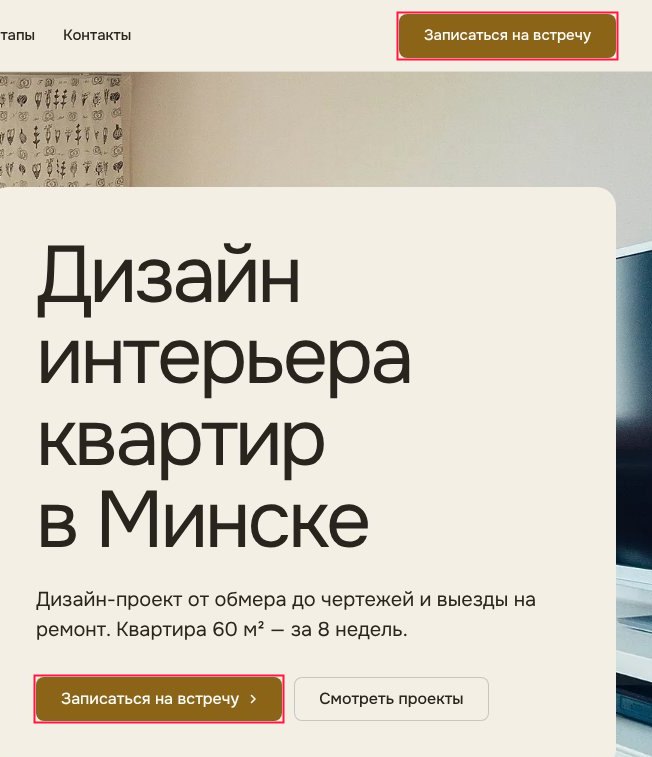 тапы Контакты Записаться на встречу
Дизайн
интерьера
квартир
в Минске
Дизайн-проект от обмера до чертежей и выезды на
ремонт. Квартира 60 м² — за 8 недель.
Записаться на встречу › Смотреть проекты